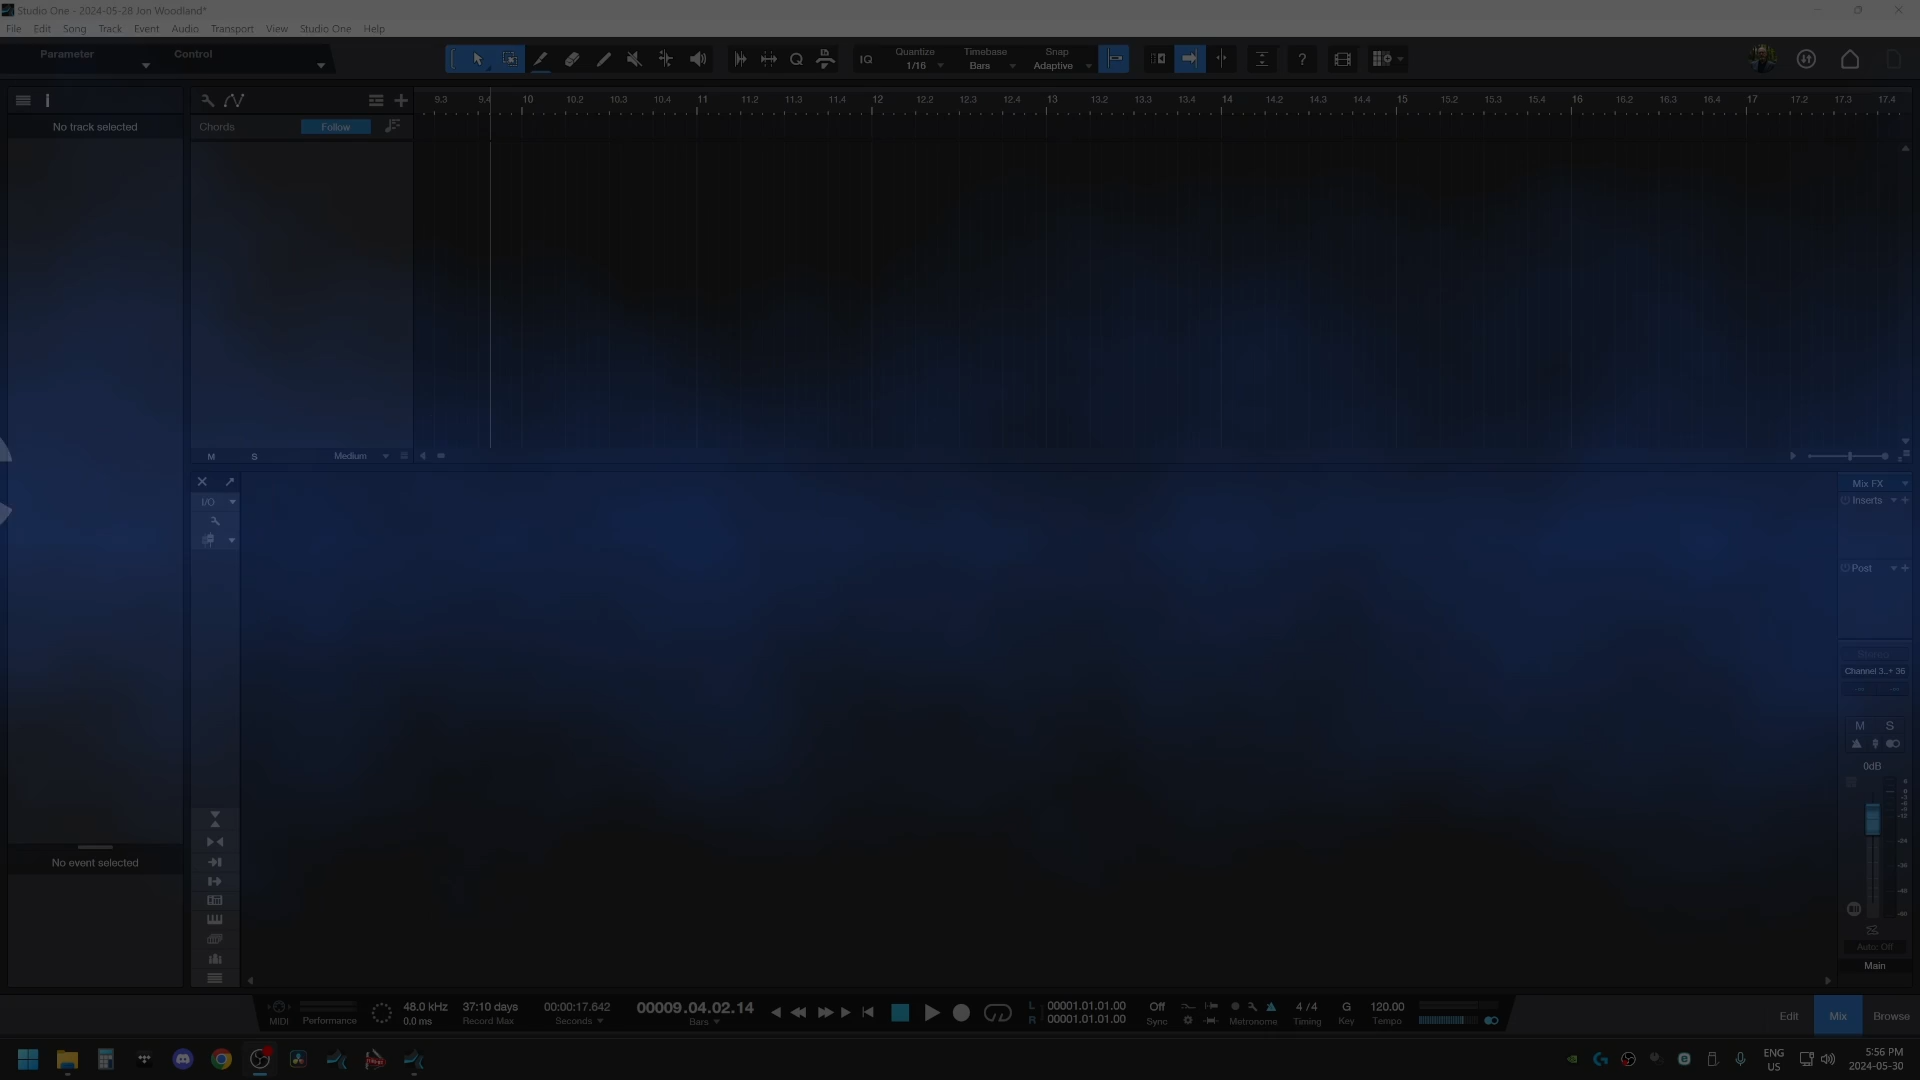 Studio One - 2024-05-28 Jon Woodland*
File Edit Song Track Event Audio Transport View Studio One Help
Parameter Control
IQ Quantize 1/16 Timebase Bars Snap Adaptive ?
No track selected
9.3 9.4 10 10.2 10.3 10.4 11 11.2 11.3 11.4 12 12.2 12.3 12.4 13 13.2 13.3 13.4 14 14.2 14.3 14.4 15 15.2 15.3 15.4 16 16.2 16.3 16.4 17 17.2 17.3 17.4
Chords Follow
M S Medium
I/O
Mix FX
Inserts
Post
Stereo
Channel 3..+ 36
M S
0dB
Auto: Off
Main
No event selected
MIDI Performance
48.0 kHz
0.0 ms
37:10 days
Record Max
00:00:17.642
Seconds
00009.04.02.14
Bars
L 00001.01.01.00
R 00001.01.01.00
Off
Sync
Metronome
4 / 4
Timing
G
Key
120.00
Tempo
Edit Mix Browse
ENG
US
5:56 PM
2024-05-30